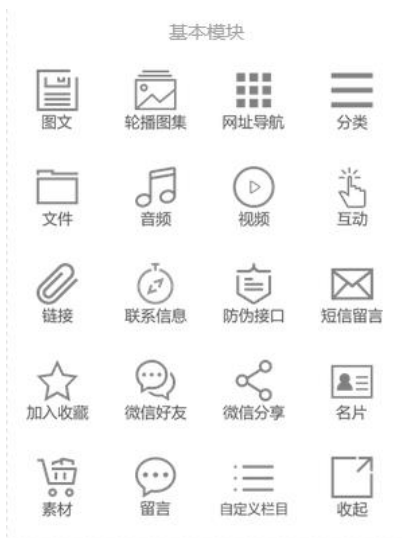 基本模块
图文
轮播图集
网址导航
分类
文件
音频
视频
互动
链接
联系信息
防伪接口
短信留言
加入收藏
微信好友
微信分享
名片
素材
留言
自定义栏目
收起